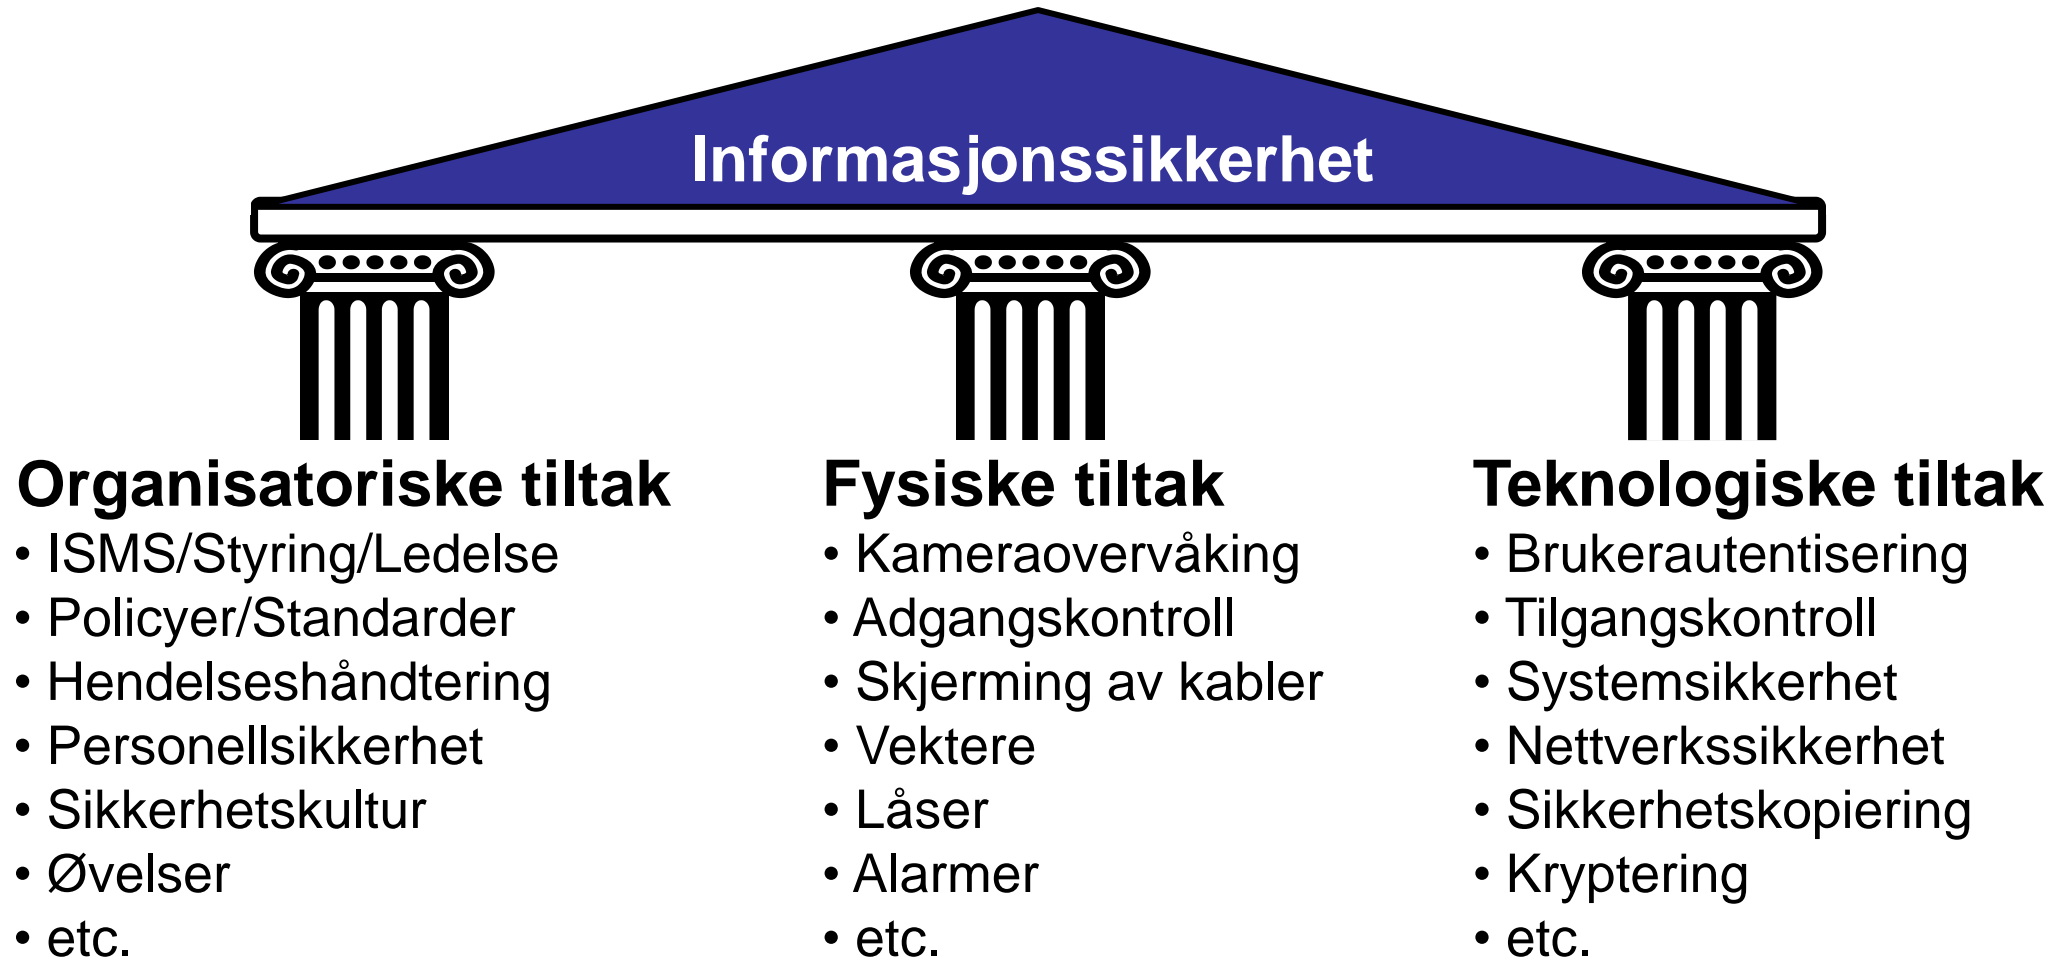 Informasjonssikkerhet
Organisatoriske tiltak
• ISMS/Styring/Ledelse
• Policyer/Standarder
• Hendelseshåndtering
• Personellsikkerhet
• Sikkerhetskultur
• Øvelser
• etc.
Fysiske tiltak
• Kameraovervåking
• Adgangskontroll
• Skjerming av kabler
• Vektere
• Låser
• Alarmer
• etc.
Teknologiske tiltak
• Brukerautentisering
• Tilgangskontroll
• Systemsikkerhet
• Nettverkssikkerhet
• Sikkerhetskopiering
• Kryptering
• etc.